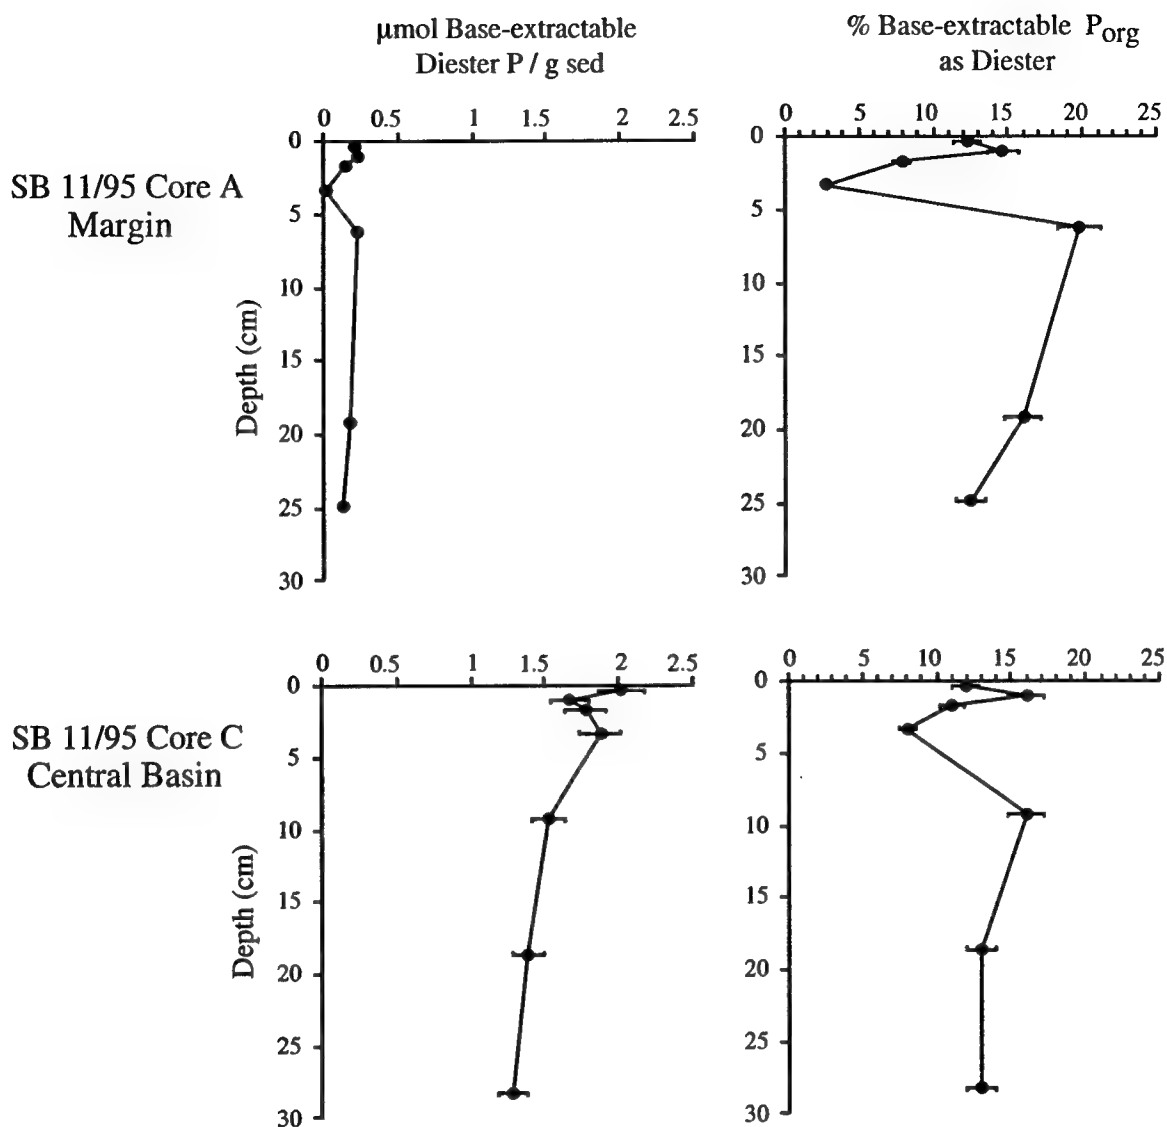 µmol Base-extractable
Diester P / g sed
% Base-extractable Porg
as Diester
0 0.5 1 1.5 2 2.5
0 5 10 15 20 25
SB 11/95 Core A
Margin
Depth (cm)
0
5
10
15
20
25
30
0
5
10
15
20
25
30
0 0.5 1 1.5 2 2.5
0 5 10 15 20 25
SB 11/95 Core C
Central Basin
Depth (cm)
0
5
10
15
20
25
30
0
5
10
15
20
25
30